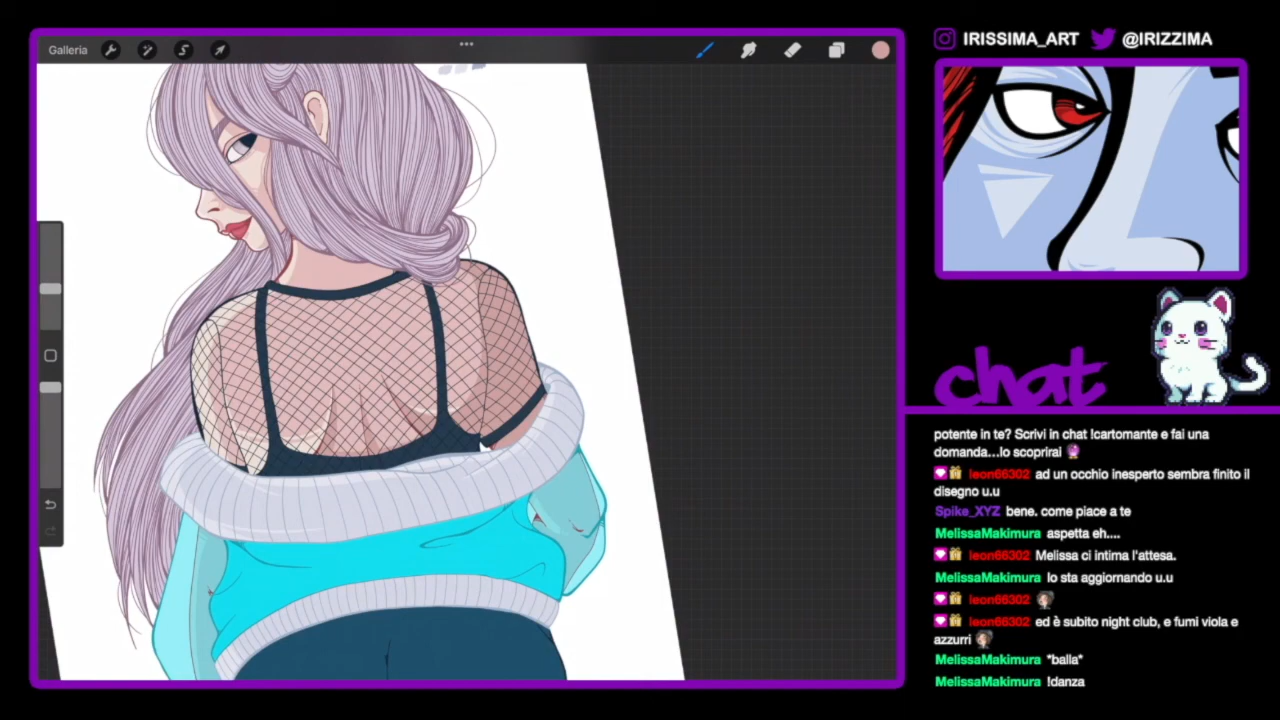 Galleria
IRISSIMA_ART @IRIZZIMA
chat
potente in te? Scrivi in chat !cartomante e fai una
domanda...lo scoprirai
leon66302 ad un occhio inesperto sembra finito il
disegno u.u
Spike_XYZ bene. come piace a te
MelissaMakimura aspetta eh....
leon66302 Melissa ci intima l'attesa.
MelissaMakimura lo sta aggiornando u.u
leon66302
leon66302 ed è subito night club, e fumi viola e
azzurri
MelissaMakimura *balla*
MelissaMakimura !danza